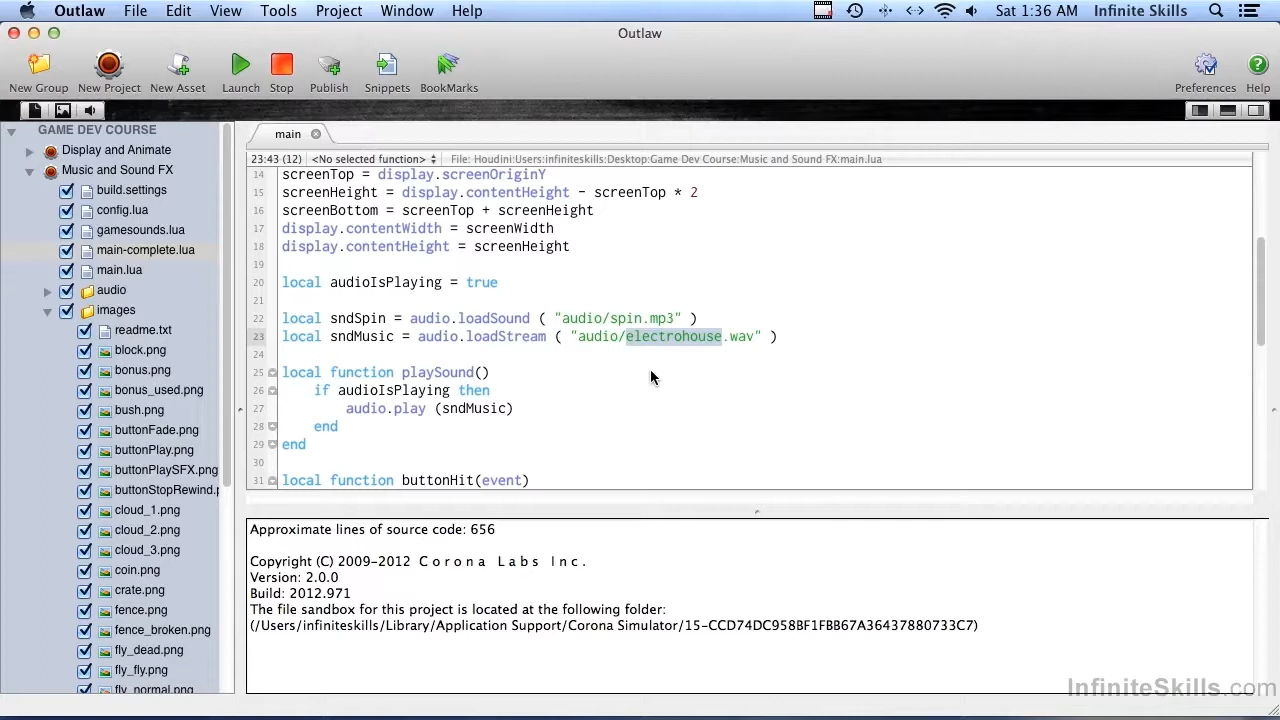 Outlaw File Edit View Tools Project Window Help Sat 1:36 AM Infinite Skills
Outlaw
New Group New Project New Asset Launch Stop Publish Snippets BookMarks Preferences Help
GAME DEV COURSE
Display and Animate
Music and Sound FX
build.settings
config.lua
gamesounds.lua
main-complete.lua
main.lua
audio
images
readme.txt
block.png
bonus.png
bonus_used.png
bush.png
buttonFade.png
buttonPlay.png
buttonPlaySFX.png
buttonStopRewind.p
cloud_1.png
cloud_2.png
cloud_3.png
coin.png
crate.png
fence.png
fence_broken.png
fly_dead.png
fly_fly.png
fly_normal.png
main
23:43 (12) <No selected function> File: Houdini:Users:infiniteskills:Desktop:Game Dev Course:Music and Sound FX:main.lua
14 screenTop = display.screenOriginY
15 screenHeight = display.contentHeight - screenTop * 2
16 screenBottom = screenTop + screenHeight
17 display.contentWidth = screenWidth
18 display.contentHeight = screenHeight
19
20 local audioIsPlaying = true
21
22 local sndSpin = audio.loadSound ( "audio/spin.mp3" )
23 local sndMusic = audio.loadStream ( "audio/electrohouse.wav" )
24
25 local function playSound()
26 if audioIsPlaying then
27 audio.play (sndMusic)
28 end
29 end
30
31 local function buttonHit(event)
Approximate lines of source code: 656
Copyright (C) 2009-2012 C o r o n a L a b s I n c .
Version: 2.0.0
Build: 2012.971
The file sandbox for this project is located at the following folder:
(/Users/infiniteskills/Library/Application Support/Corona Simulator/15-CCD74DC958BF1FBB67A36437880733C7)
InfiniteSkills.com